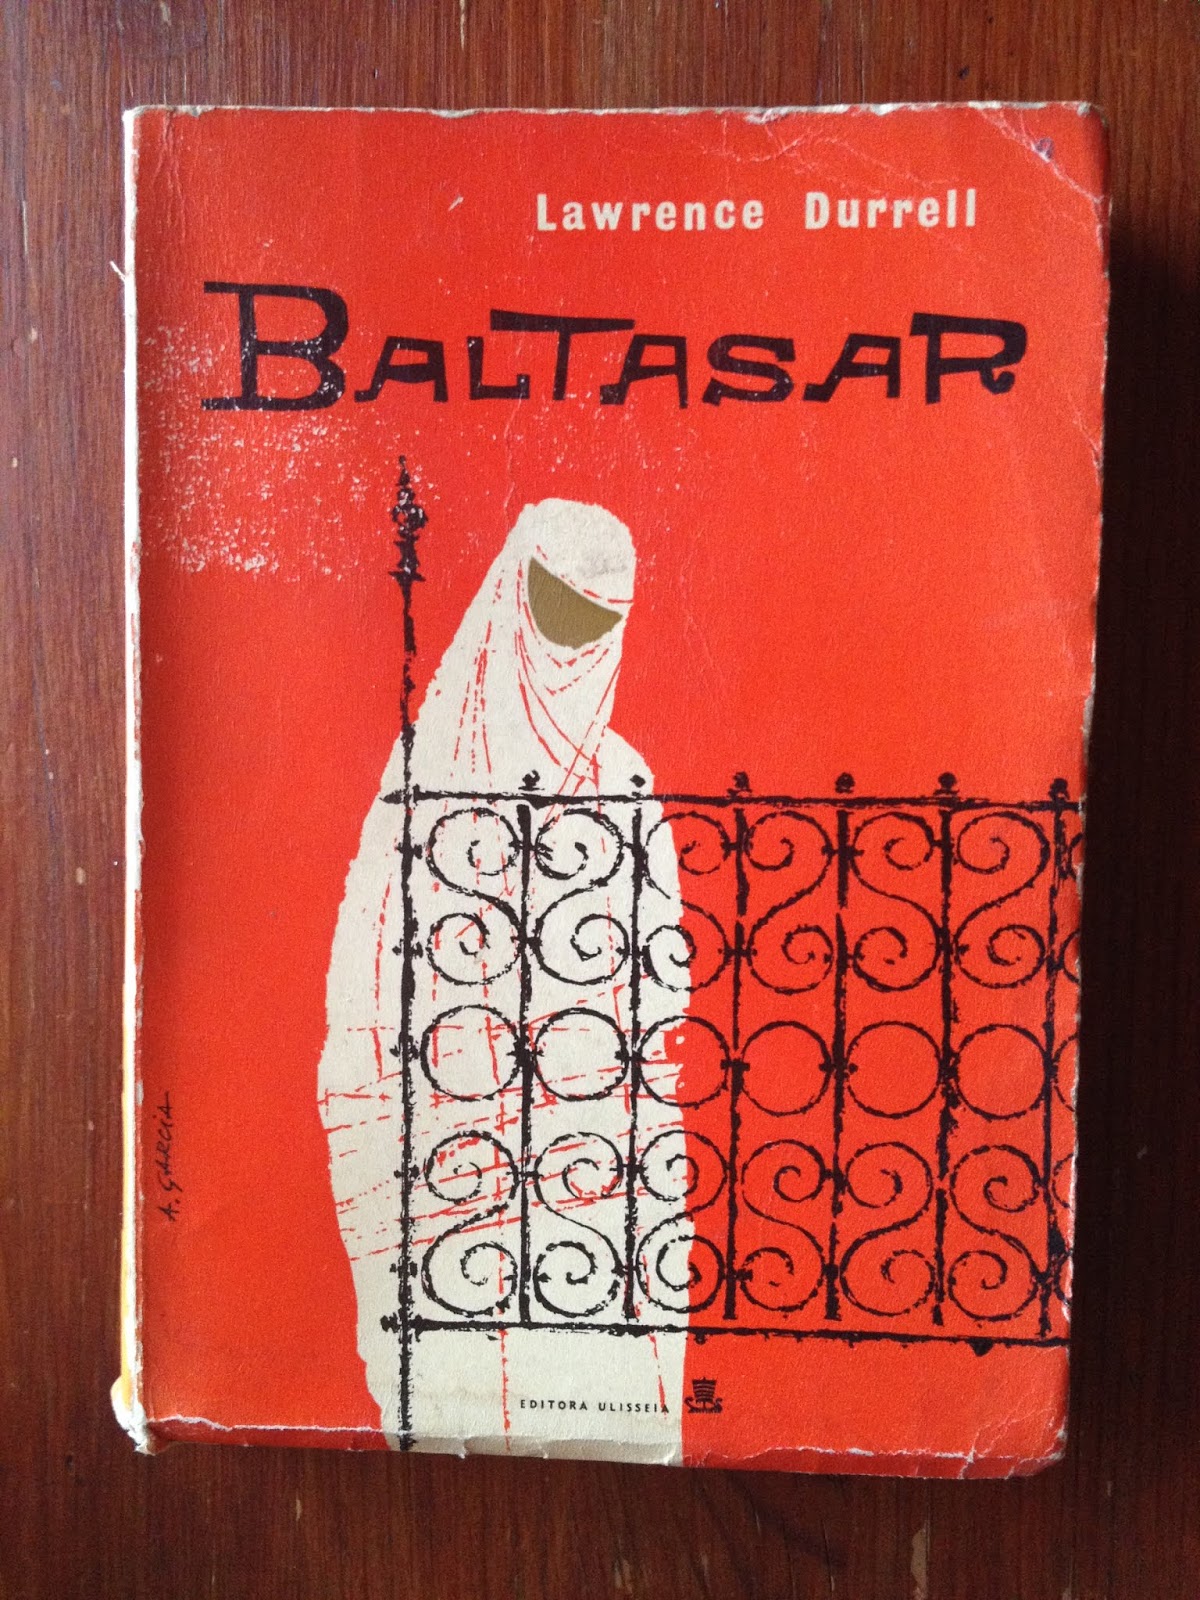 Lawrence Durrell
BALTASAR
A. GARCIA
EDITORA ULISSEIA